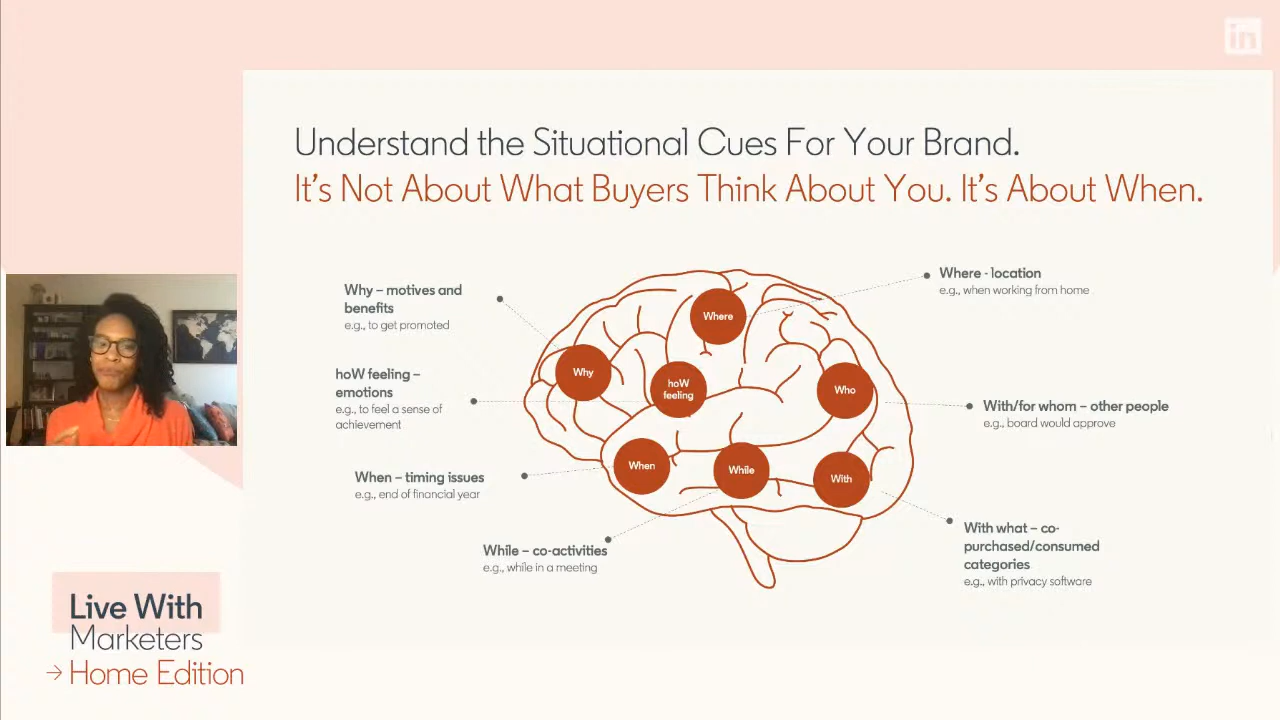 in
Understand the Situational Cues For Your Brand.
It's Not About What Buyers Think About You. It's About When.
Why – motives and
benefits
e.g., to get promoted
hoW feeling –
emotions
e.g., to feel a sense of
achievement
When – timing issues
e.g., end of financial year
While – co-activities
e.g., while in a meeting
Where
Why
hoW
feeling
Who
When
While
With
Where - location
e.g., when working from home
With/for whom – other people
e.g., board would approve
With what – co-
purchased/consumed
categories
e.g., with privacy software
Live With
Marketers
→ Home Edition